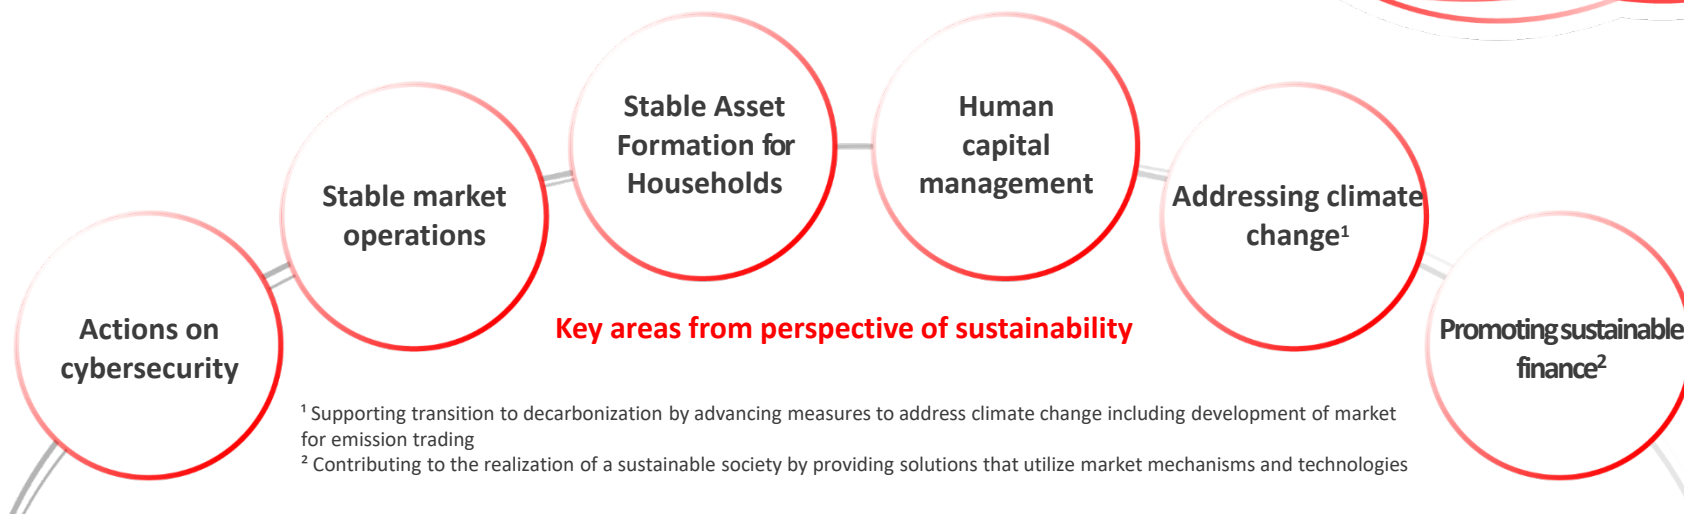 Actions on
cybersecurity
Stable market
operations
Stable Asset
Formation for
Households
Human
capital
management
Addressing climate
change¹
Promoting sustainable
finance²
Key areas from perspective of sustainability
¹ Supporting transition to decarbonization by advancing measures to address climate change including development of market
for emission trading
² Contributing to the realization of a sustainable society by providing solutions that utilize market mechanisms and technologies